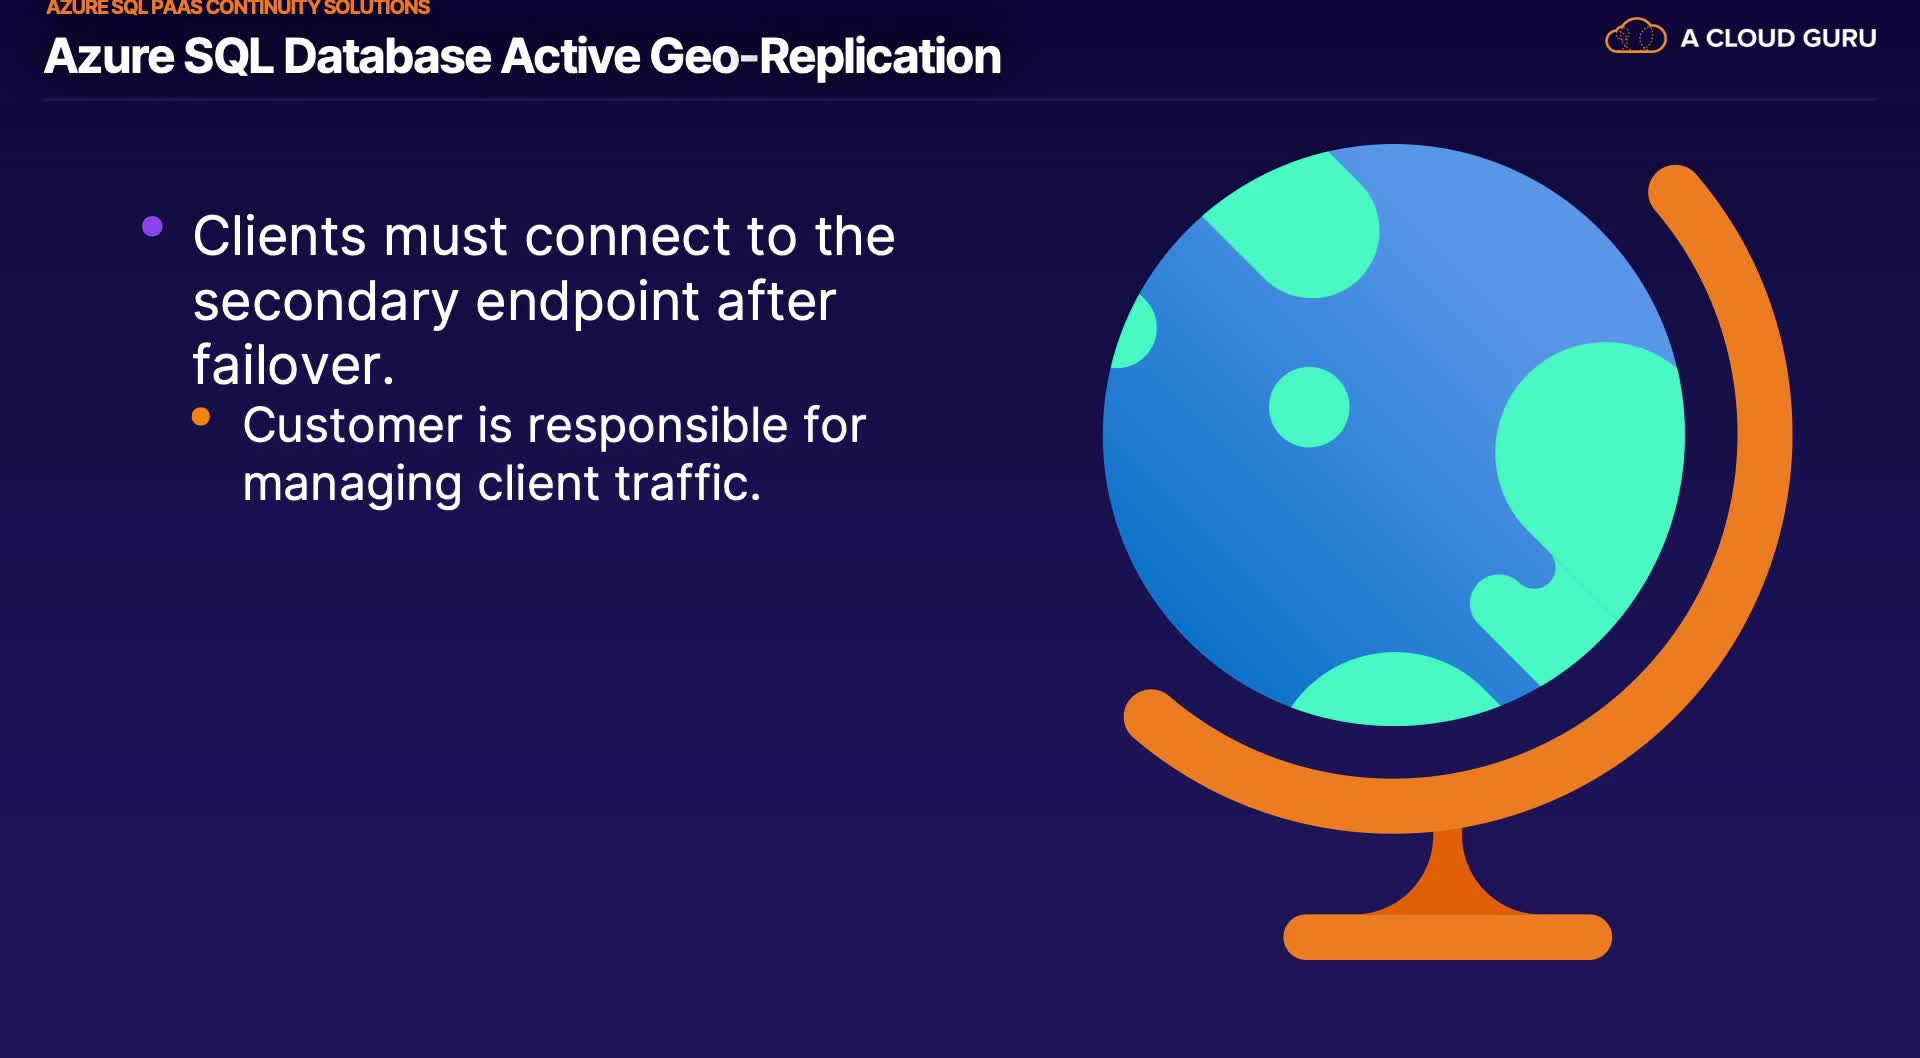 AZURE SQL PAAS CONTINUITY SOLUTIONS
Azure SQL Database Active Geo-Replication
A CLOUD GURU
Clients must connect to the
secondary endpoint after
failover.
Customer is responsible for
managing client traffic.